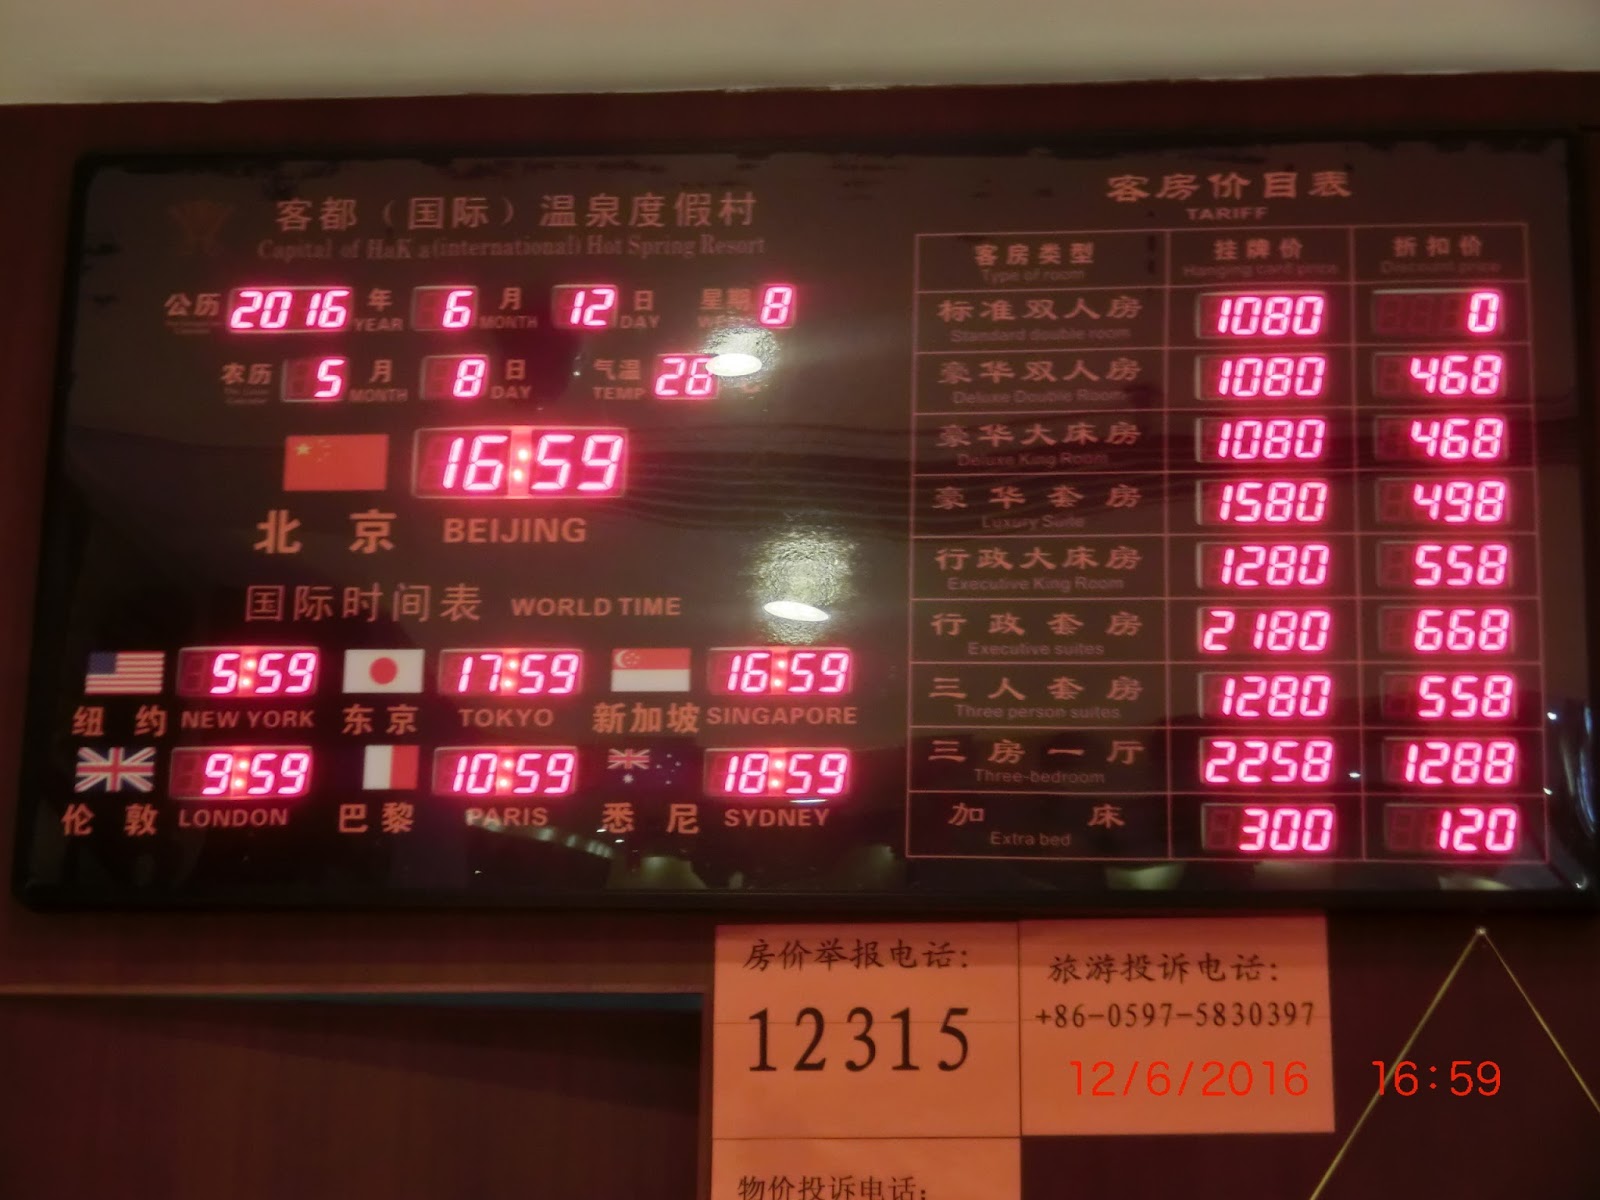 客都（国际）温泉度假村
Capital of HaKa(international) Hot Spring Resort
公历 2016 年 YEAR 6 月 MONTH 12 日 DAY 星期 8
农历 5 月 MONTH 8 日 DAY 气温 TEMP 28
16:59
北京 BEIJING
国际时间表 WORLD TIME
5:59 17:59 16:59
纽约 NEW YORK 东京 TOKYO 新加坡 SINGAPORE
9:59 10:59 18:59
伦敦 LONDON 巴黎 PARIS 悉尼 SYDNEY
客房价目表
TARIFF
客房类型 挂牌价 折扣价
Type of room Hanging card price Discount price
标准双人房 1080 0
Standard double room
豪华双人房 1080 468
Deluxe Double Room
豪华大床房 1080 468
Deluxe King Room
豪华套房 1580 498
Luxury Suite
行政大床房 1280 558
Executive King Room
行政套房 2180 668
Executive suites
三人套房 1280 558
Three person suites
三房一厅 2258 1288
Three-bedroom
加床 300 120
Extra bed
房价举报电话：
12315
旅游投诉电话：
+86-0597-5830397
物价投诉电话：
12/6/2016 16:59